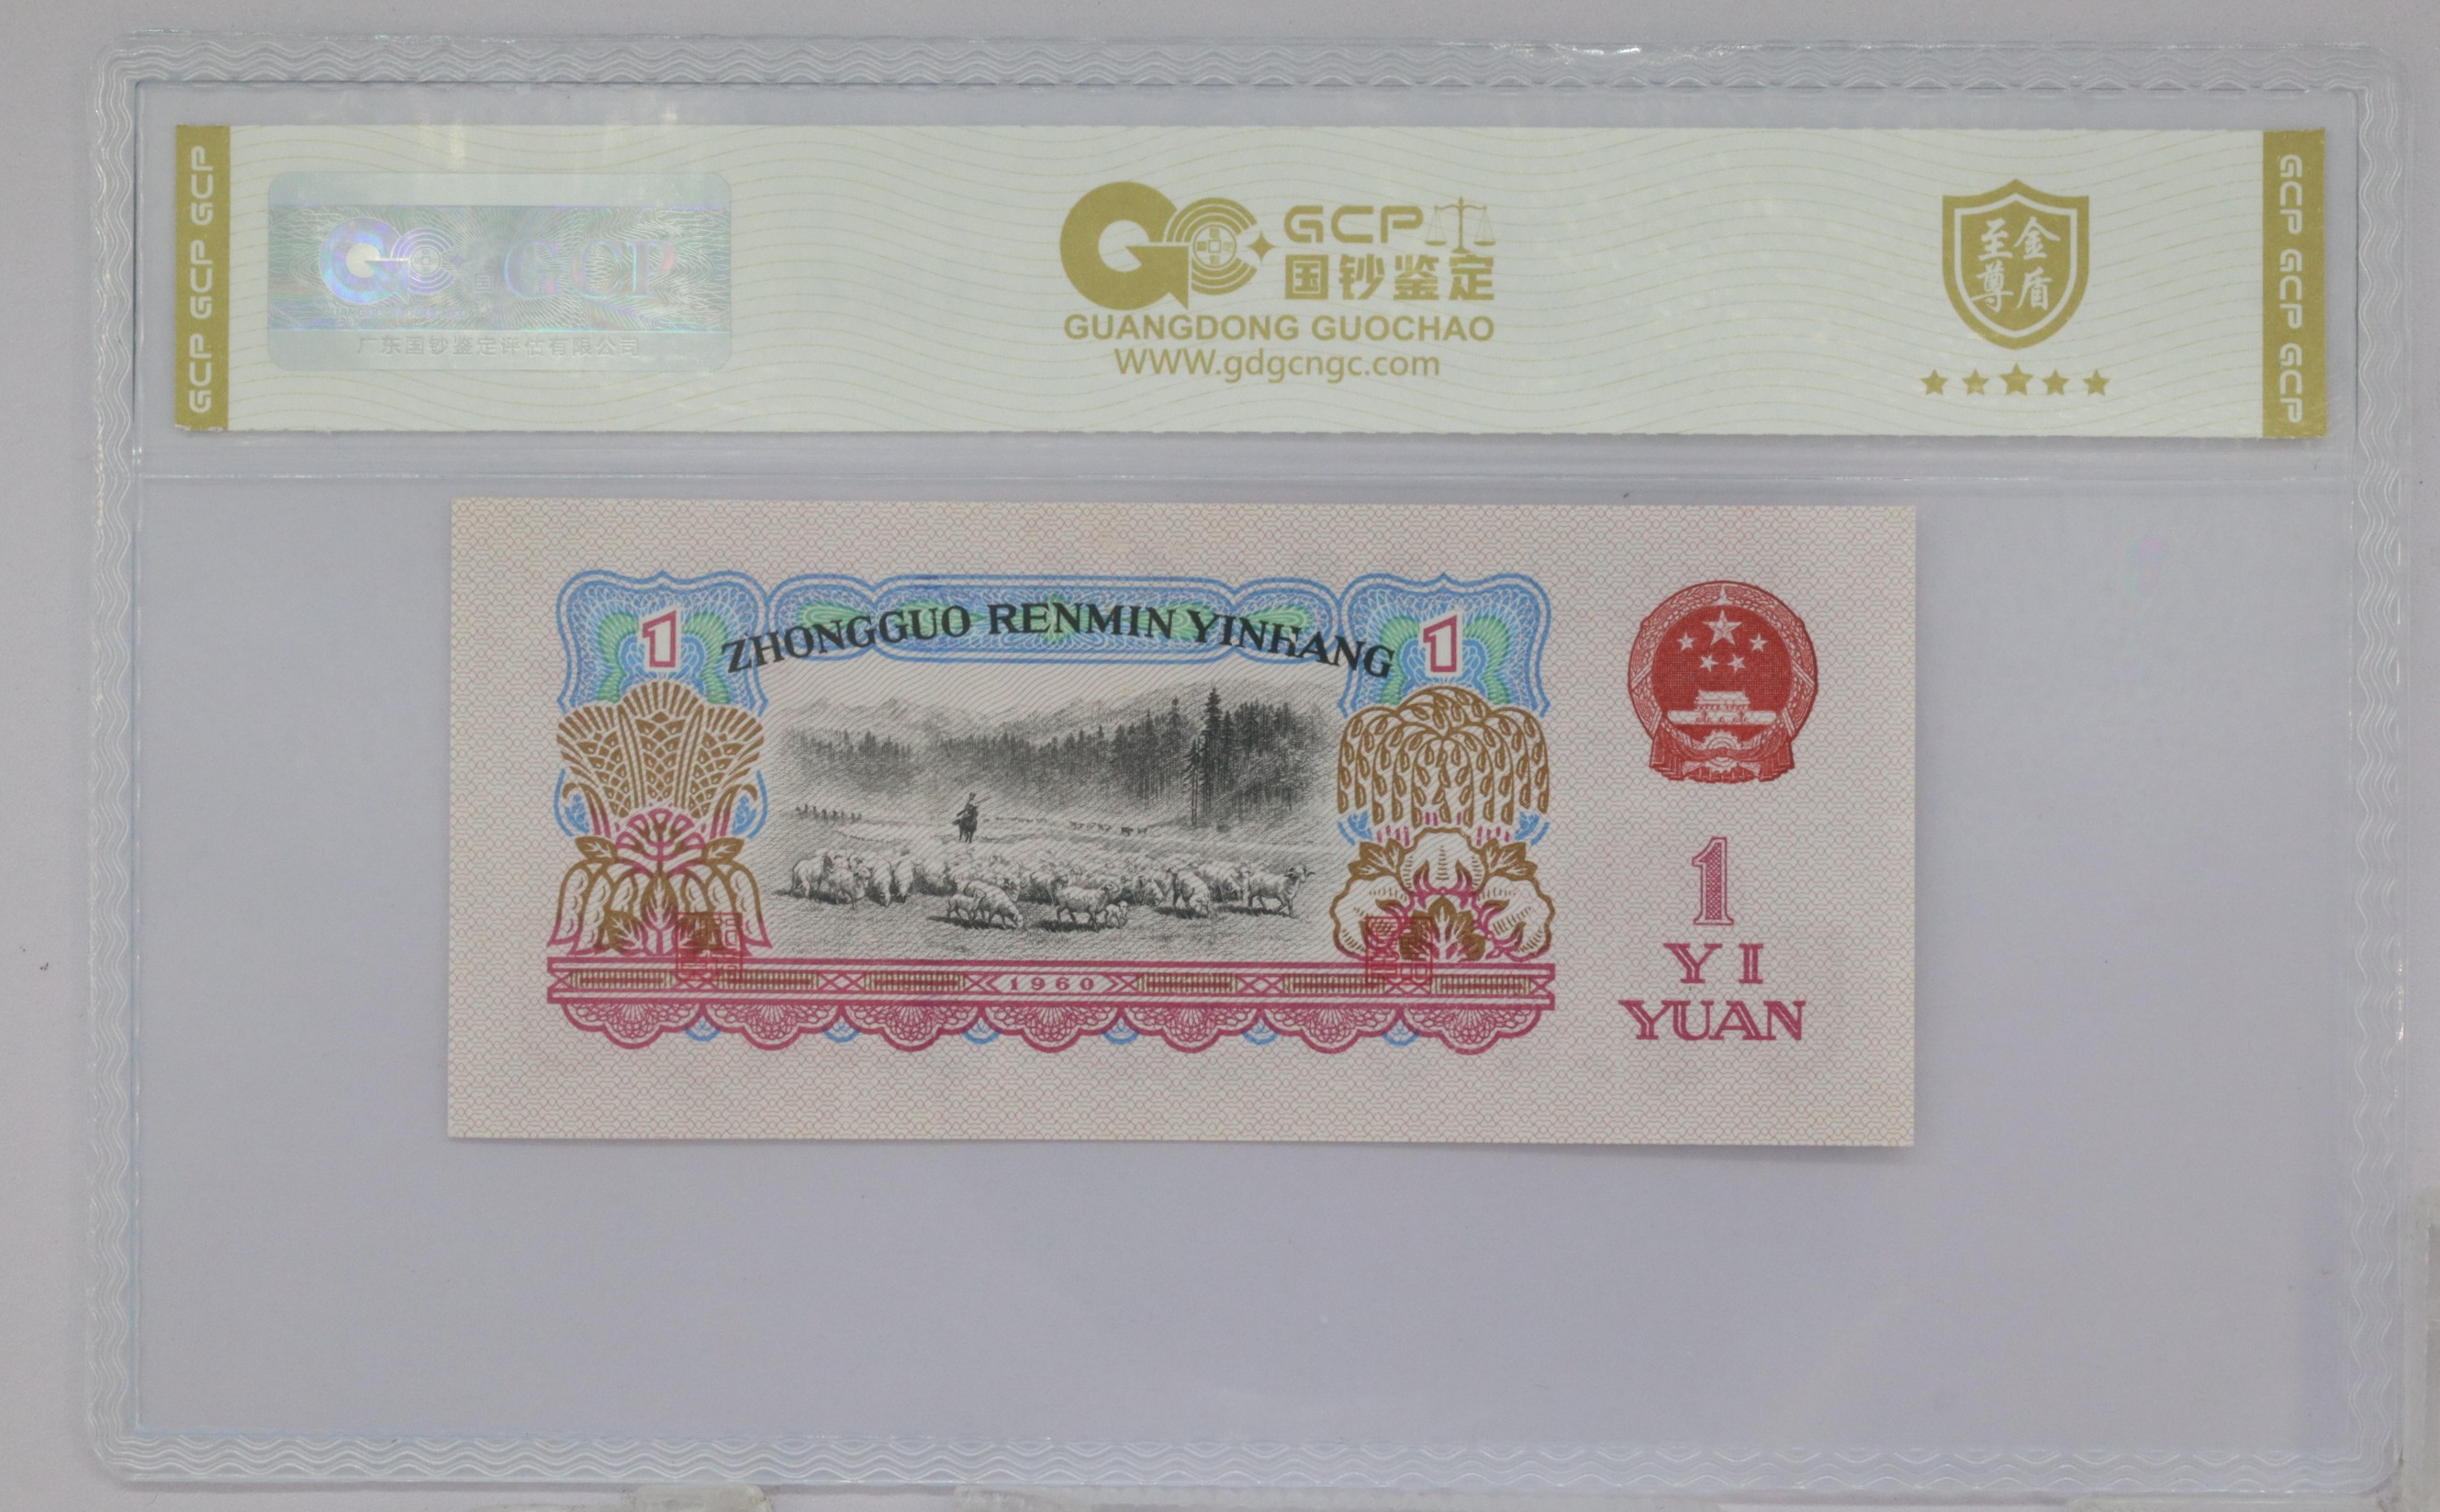 GCP GCP GCP
GCP
广东国钞鉴定评估有限公司
GC GCP
国钞鉴定
GUANGDONG GUOCHAO
WWW.gdgcngc.com
至尊
金盾
GCP GCP GCP
1
ZHONGGUO RENMIN YINHANG
1
1960
1
YI
YUAN